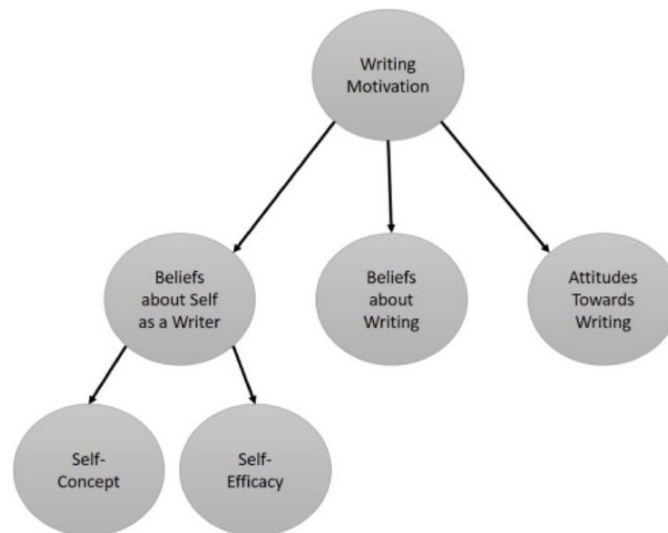 Writing
Motivation
Beliefs
about Self
as a Writer
Beliefs
about
Writing
Attitudes
Towards
Writing
Self-
Concept
Self-
Efficacy